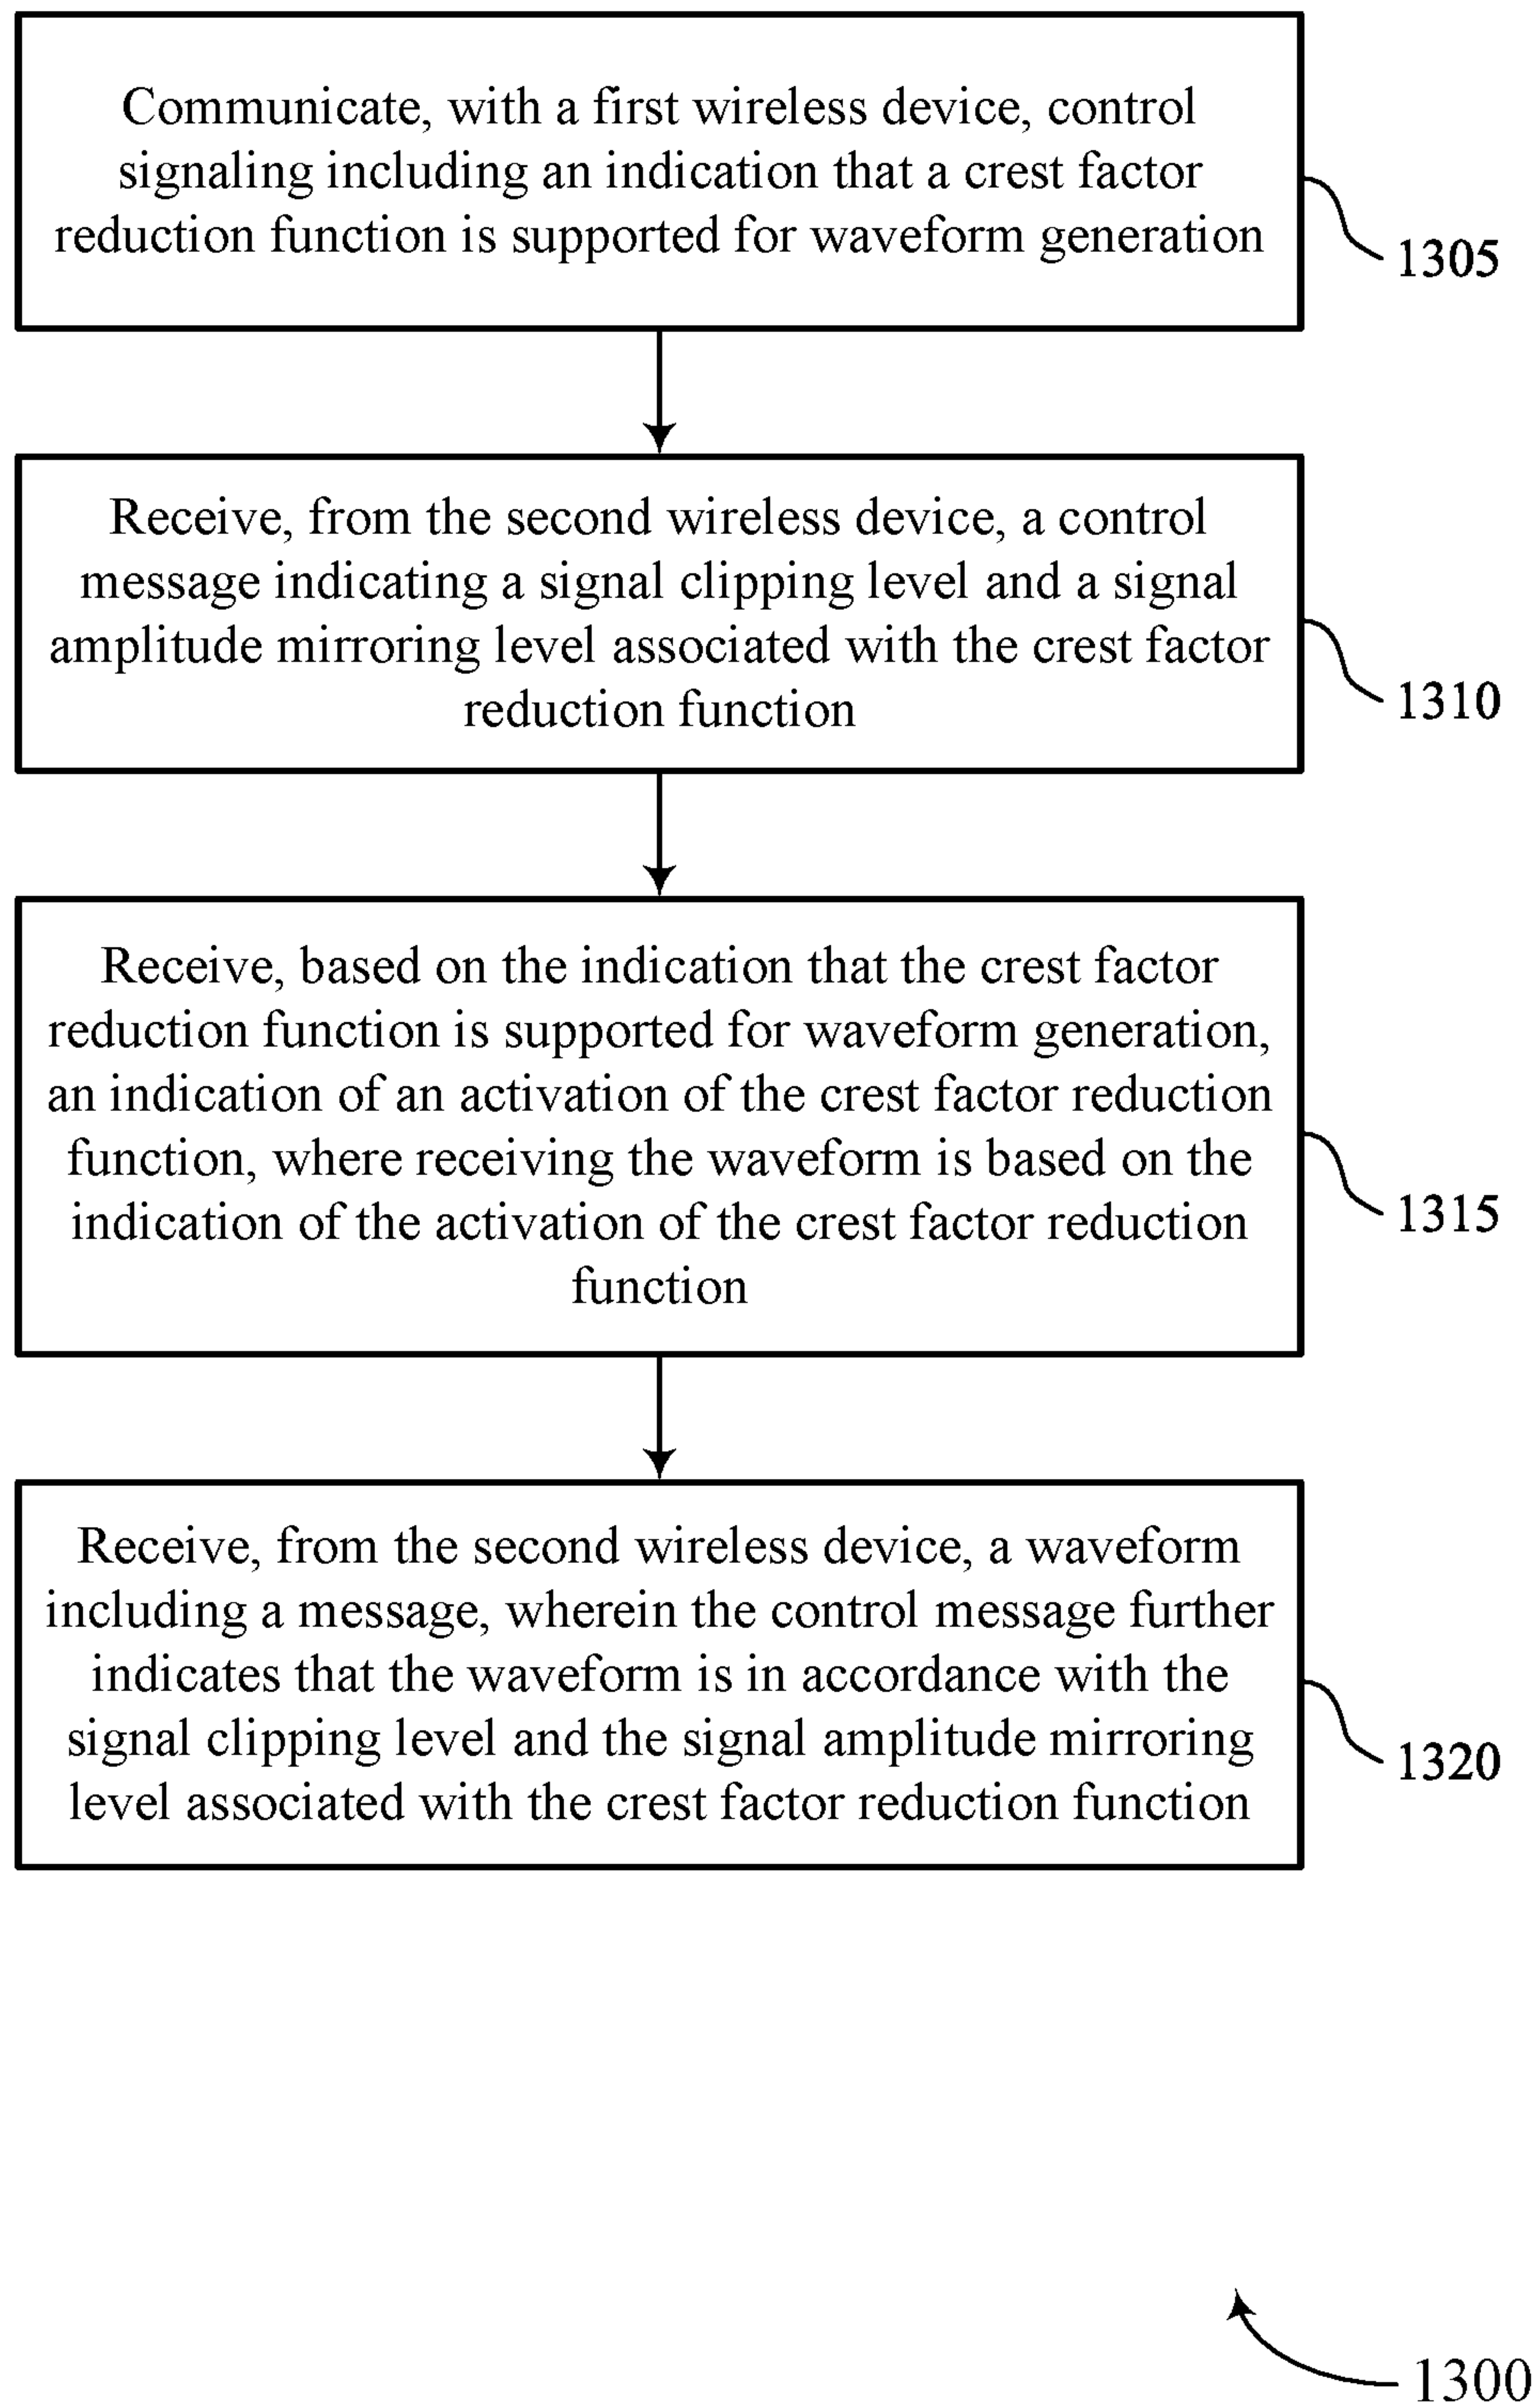 Communicate, with a first wireless device, control
signaling including an indication that a crest factor
reduction function is supported for waveform generation
1305
Receive, from the second wireless device, a control
message indicating a signal clipping level and a signal
amplitude mirroring level associated with the crest factor
reduction function
1310
Receive, based on the indication that the crest factor
reduction function is supported for waveform generation,
an indication of an activation of the crest factor reduction
function, where receiving the waveform is based on the
indication of the activation of the crest factor reduction
function
1315
Receive, from the second wireless device, a waveform
including a message, wherein the control message further
indicates that the waveform is in accordance with the
signal clipping level and the signal amplitude mirroring
level associated with the crest factor reduction function
1320
1300